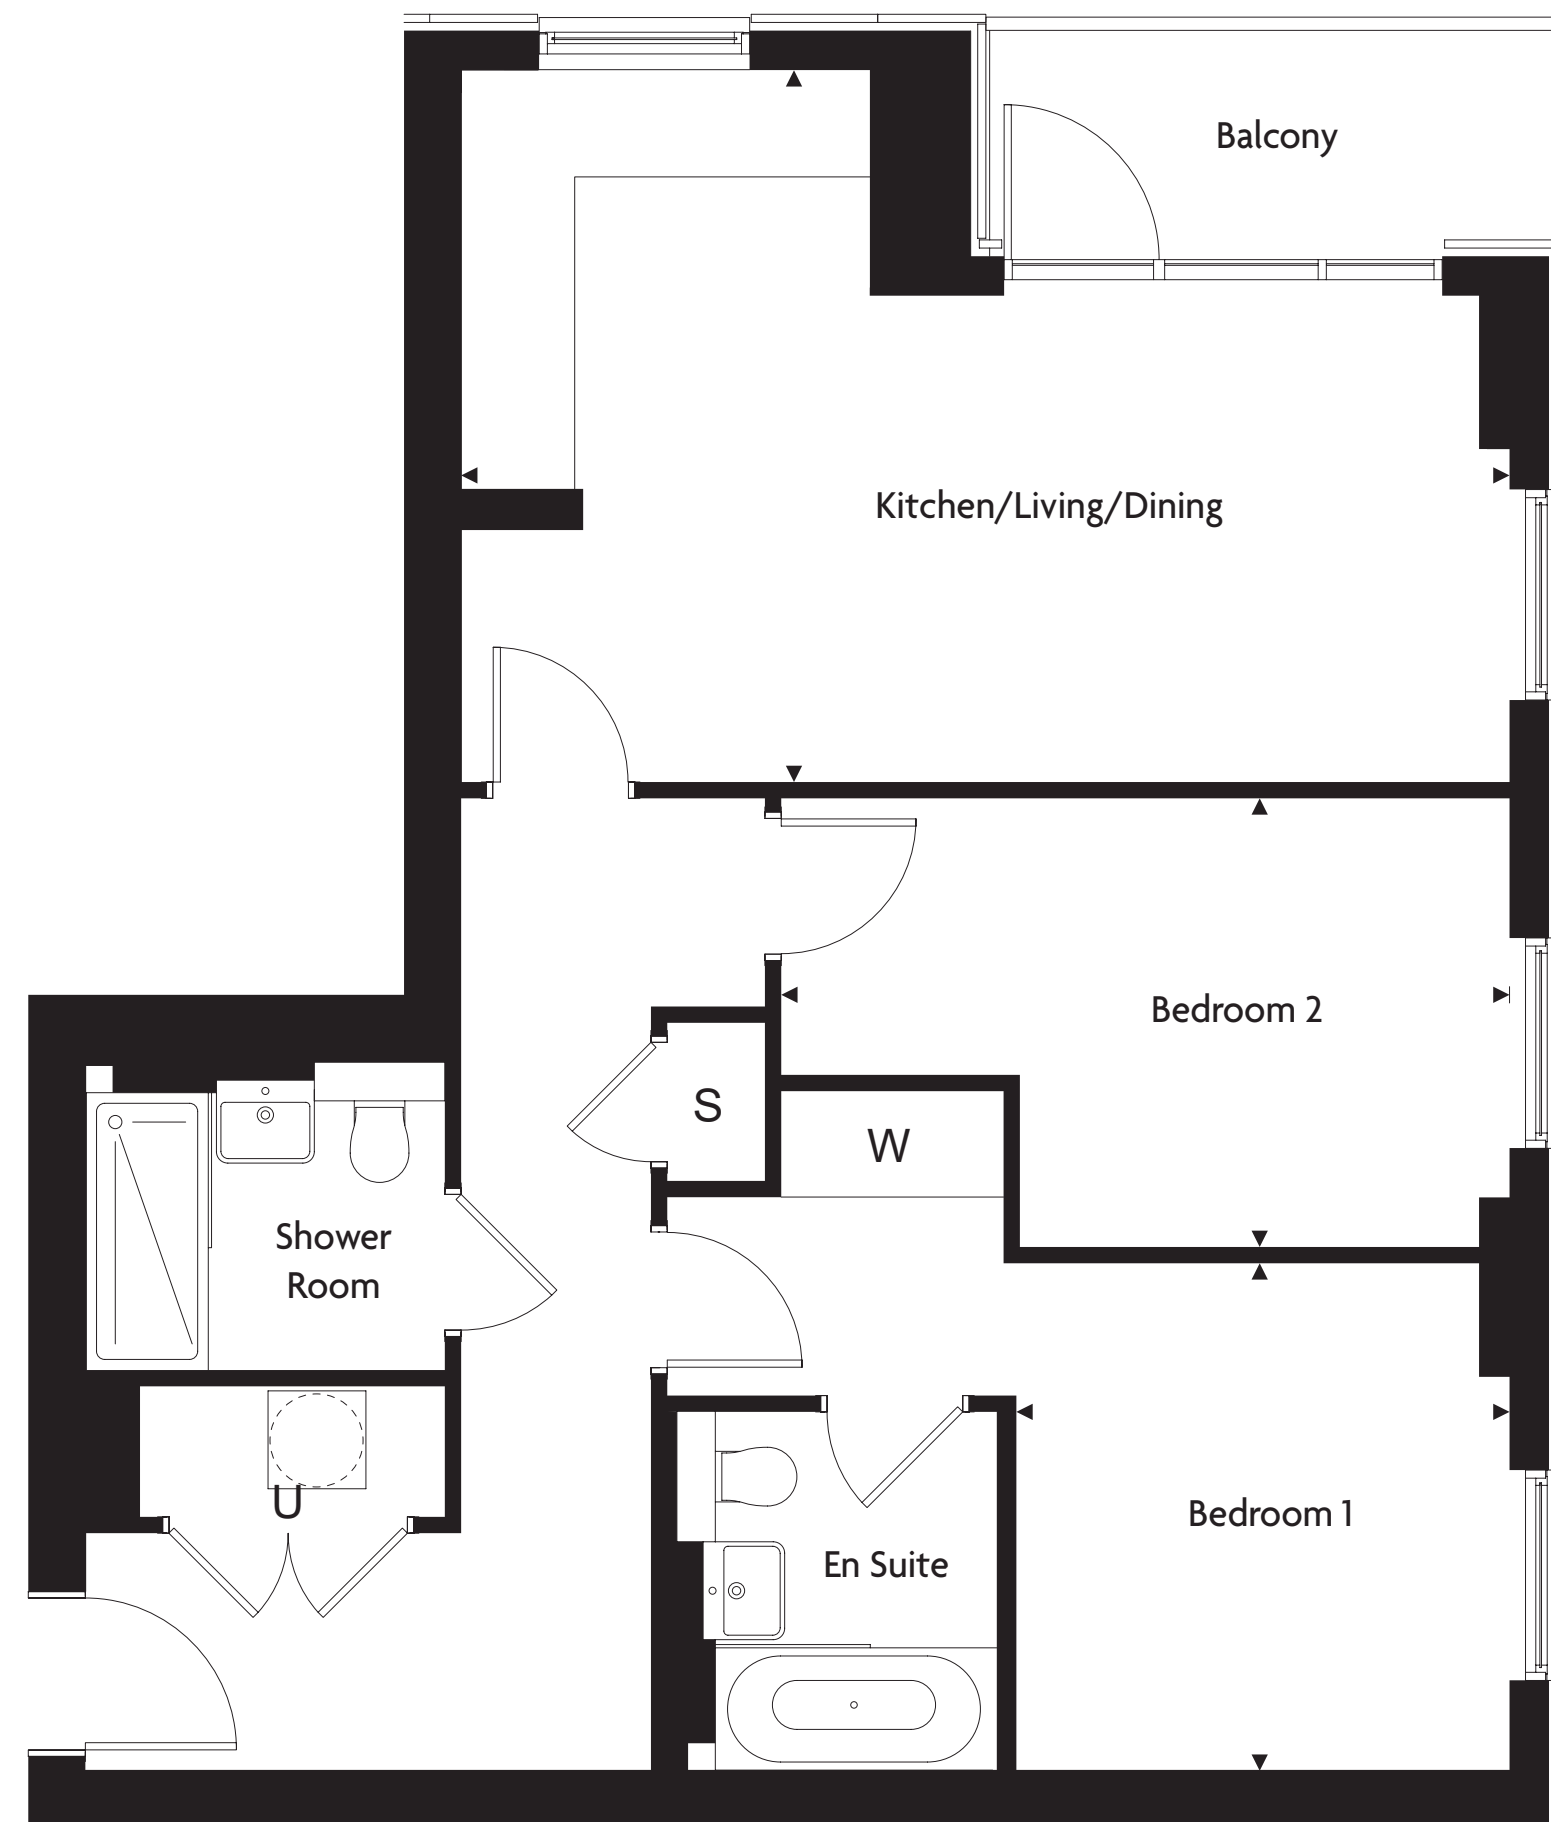 Balcony
Kitchen/Living/Dining
Bedroom 2
S
W
Shower
Room
U
Bedroom 1
En Suite